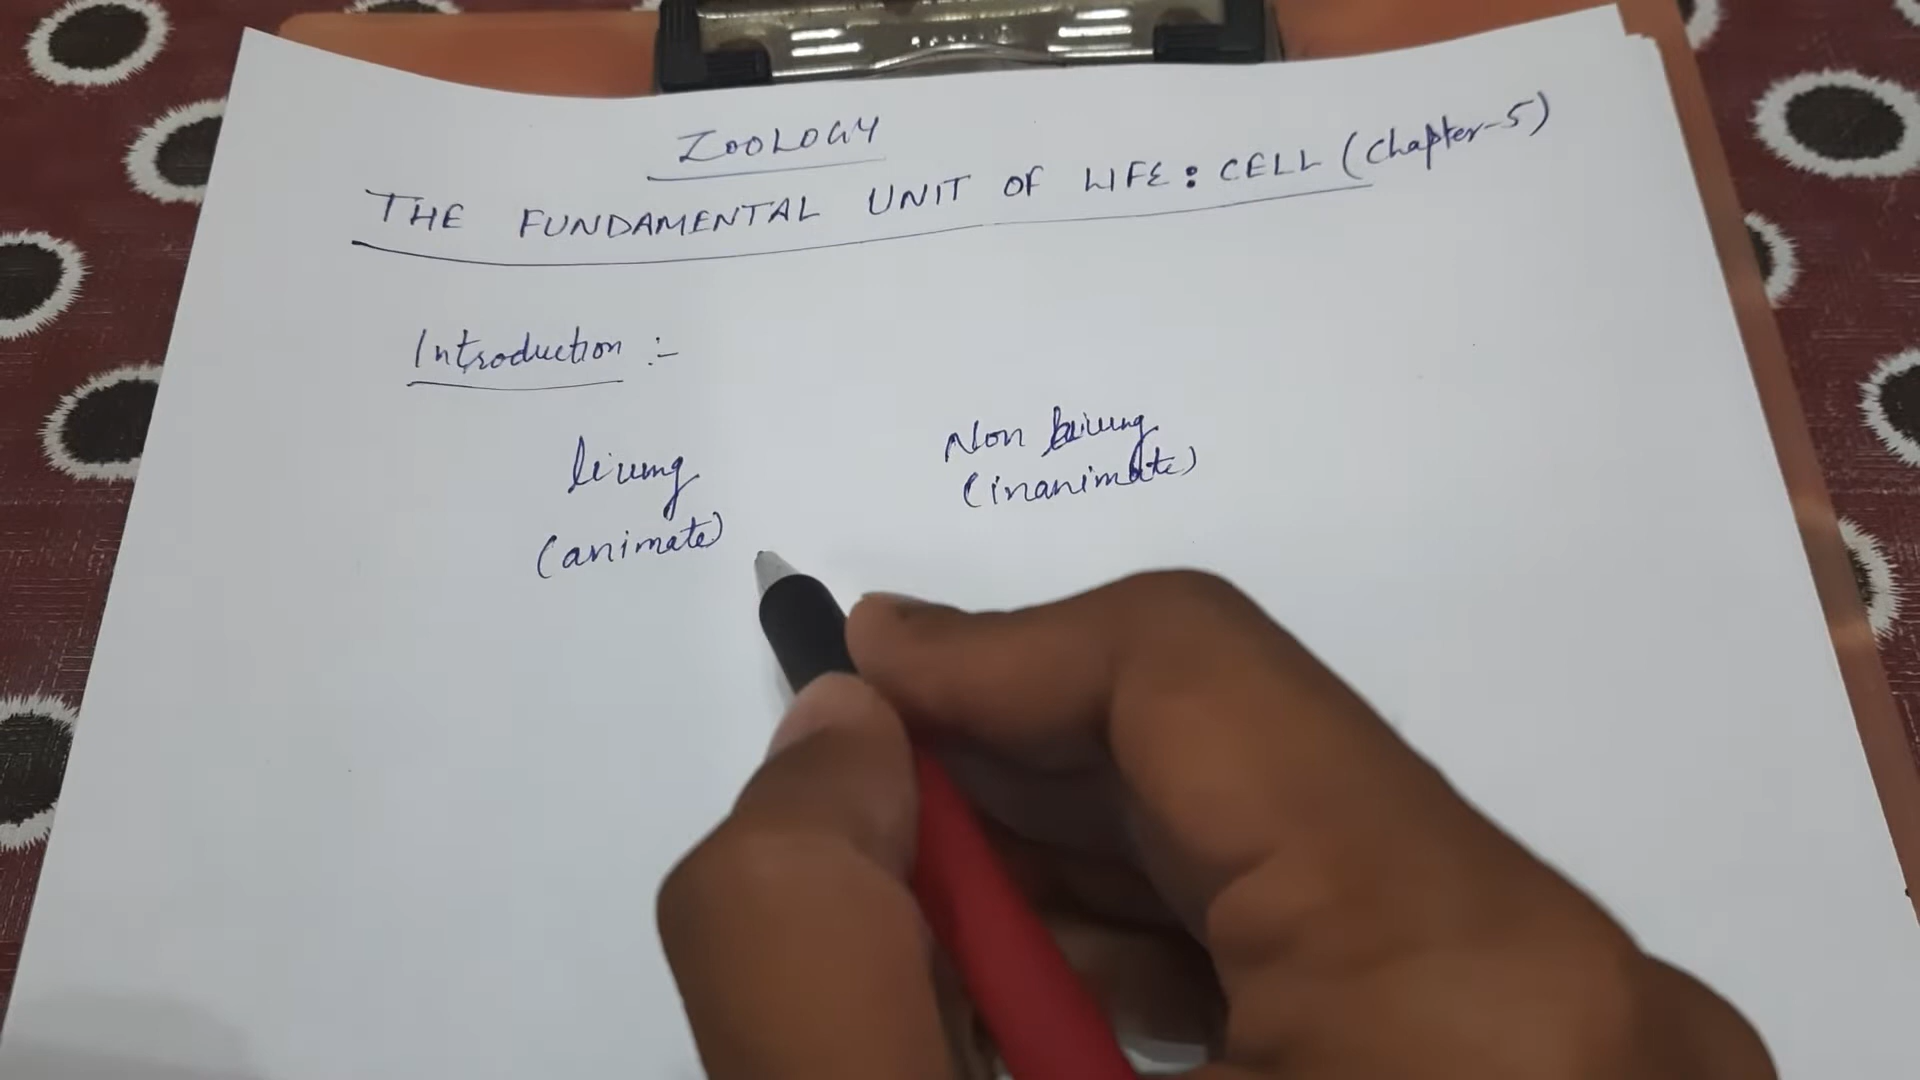 ZOOLOGY
THE FUNDAMENTAL UNIT OF LIFE: CELL (Chapter-5)
Introduction :-
living
(animate)
Non living
(inanimate)